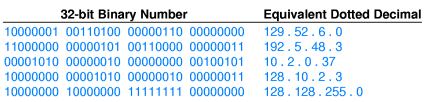 32-bit Binary Number Equivalent Dotted Decimal
10000001 00110100 00000110 00000000 129 . 52 . 6 . 0
11000000 00000101 00110000 00000011 192 . 5 . 48 . 3
00001010 00000010 00000000 00100101 10 . 2 . 0 . 37
10000000 00001010 00000010 00000011 128 . 10 . 2 . 3
10000000 10000000 11111111 00000000 128 . 128 . 255 . 0